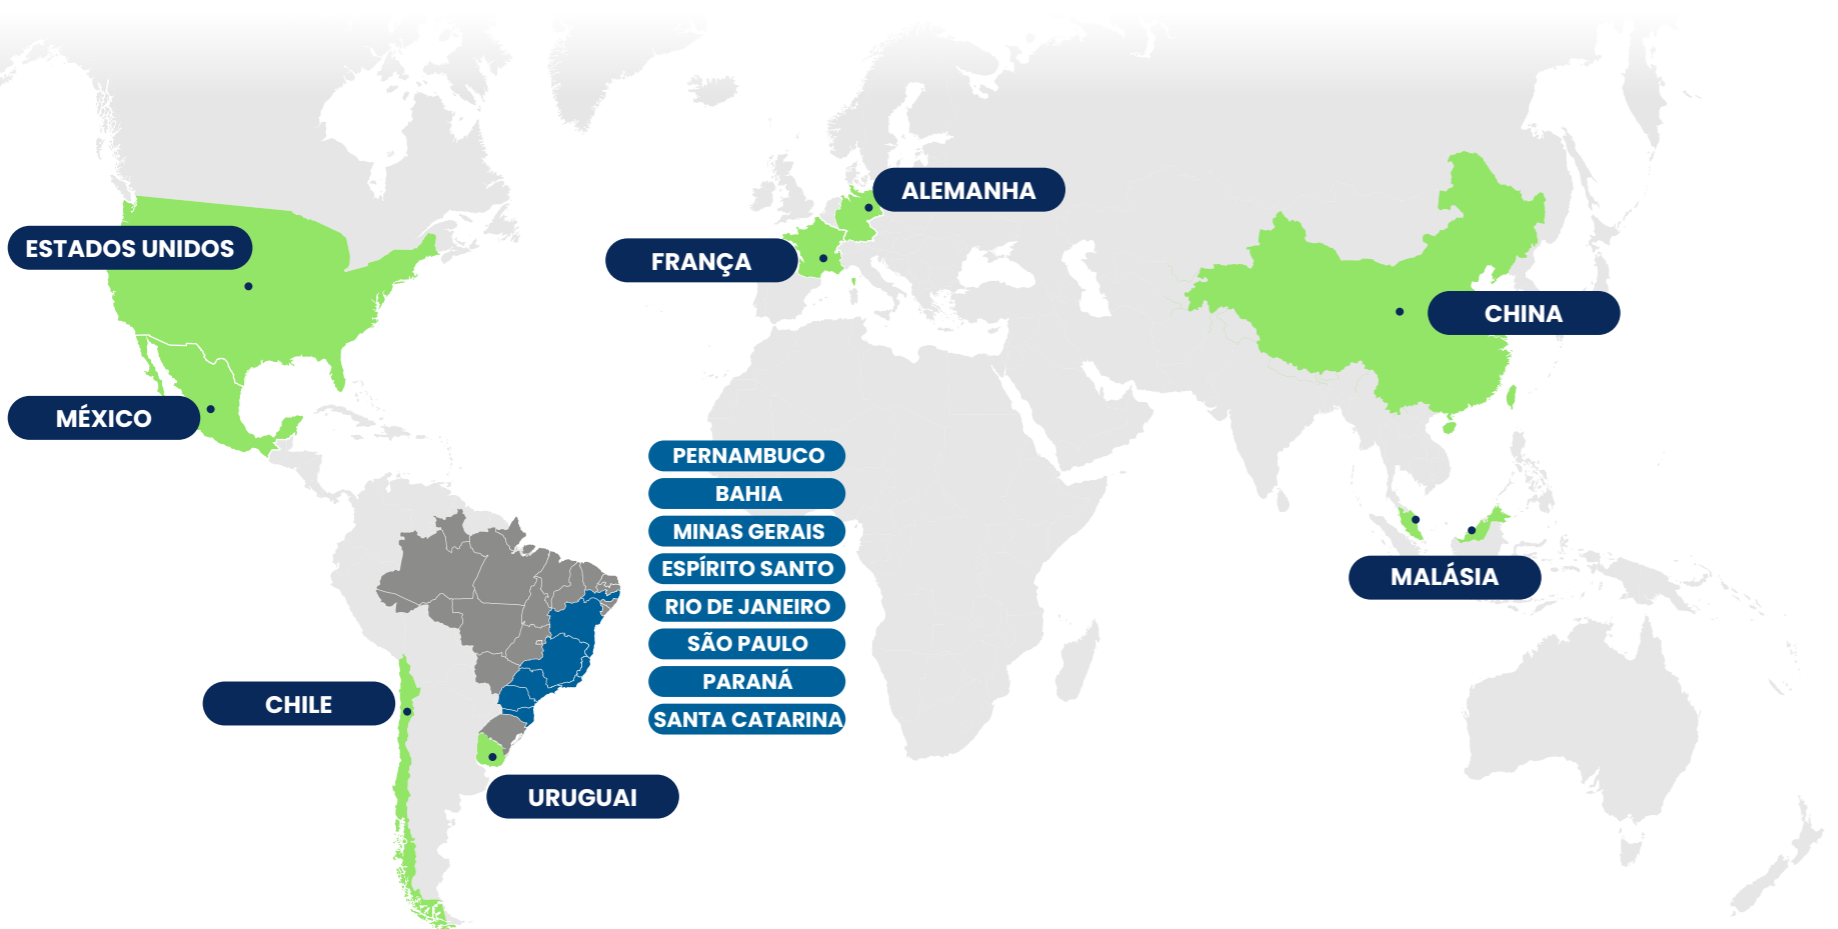 ALEMANHA
ESTADOS UNIDOS
FRANÇA
CHINA
MÉXICO
PERNAMBUCO
BAHIA
MINAS GERAIS
ESPÍRITO SANTO
RIO DE JANEIRO
SÃO PAULO
PARANÁ
SANTA CATARINA
MALÁSIA
CHILE
URUGUAI